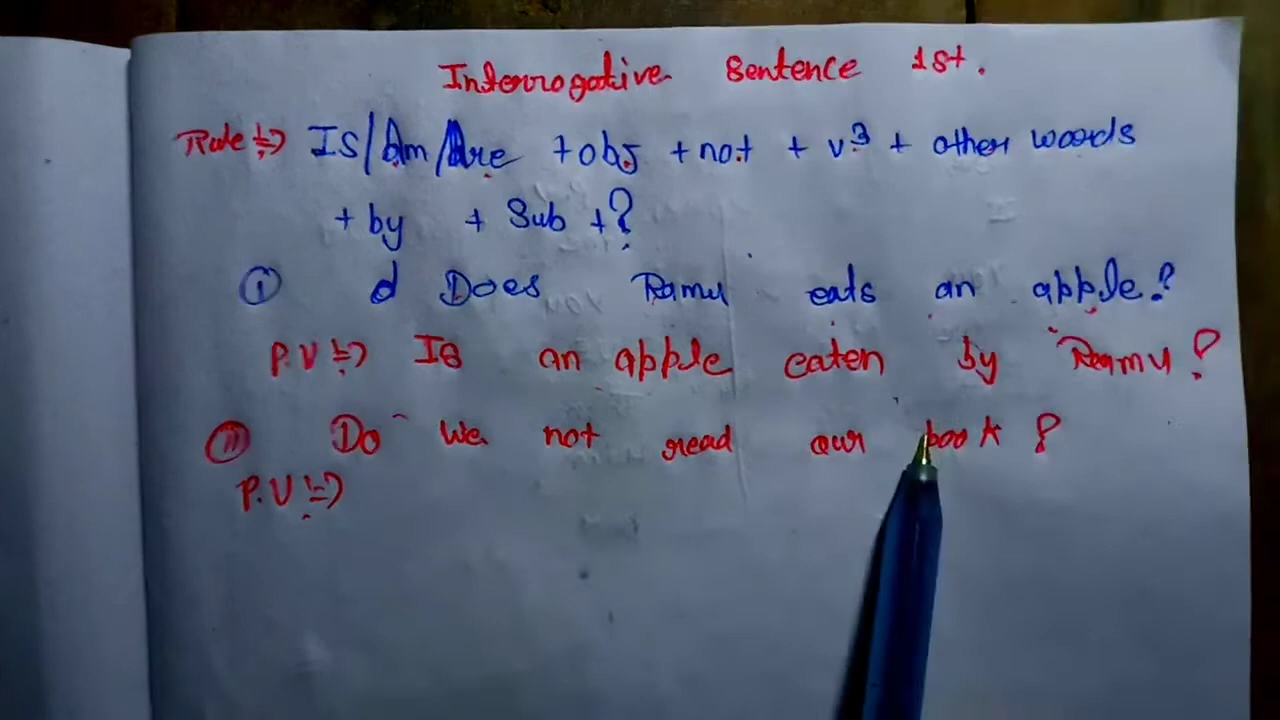 Interrogative Sentence 1st.
Rule => Is/Am/Are + obj + not + v3 + other words
+ by + Sub + ?
(i) d Does Ramu eats an apple?
P.V => Is an apple eaten by Ramu?
(ii) Do we not read our book ?
P.V =>